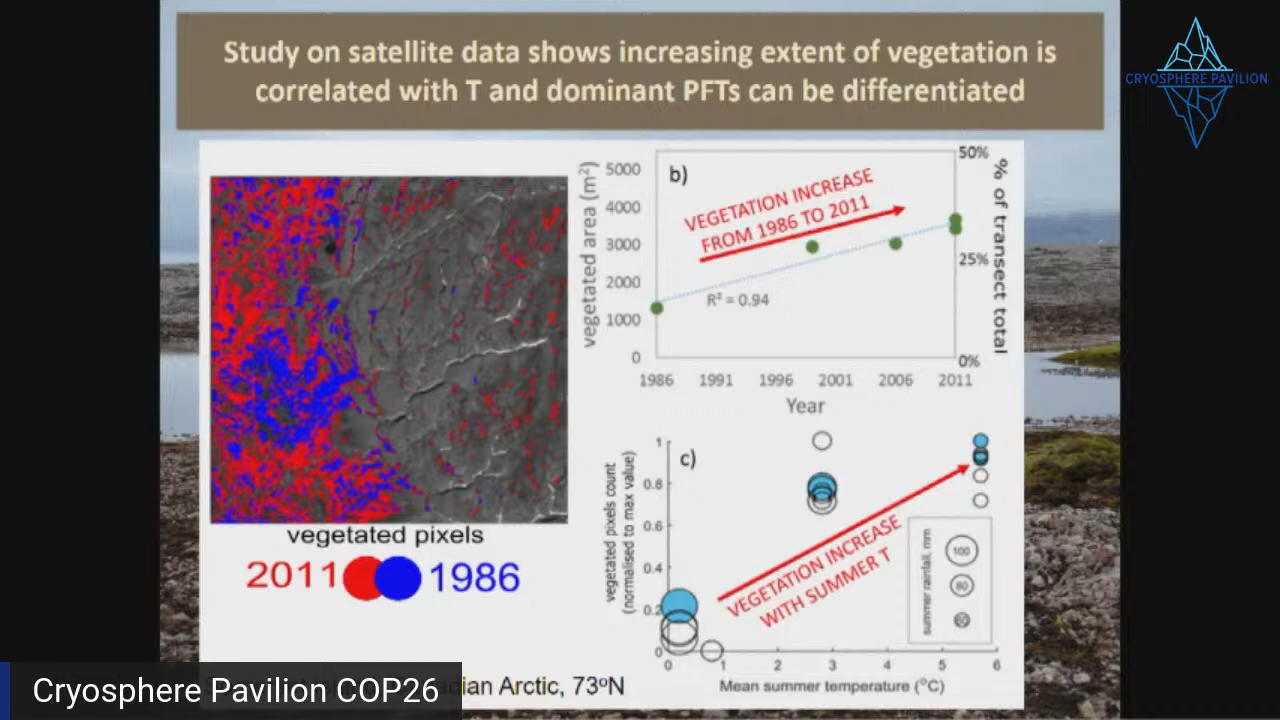 Study on satellite data shows increasing extent of vegetation is
correlated with T and dominant PFTs can be differentiated
CRYOSPHERE PAVILION
vegetated pixels
2011 1986
b)
vegetated area (m²)
5000
4000
3000
2000
1000
0
VEGETATION INCREASE
FROM 1986 TO 2011
R² = 0.94
50%
25%
0%
% of transect total
1986 1991 1996 2001 2006 2011
Year
c)
vegetated pixels count
(normalised to max value)
1
0.8
0.6
0.4
0.2
0
VEGETATION INCREASE
WITH SUMMER T
summer rainfall, mm
100
80
60
0 1 2 3 4 5 6
Mean summer temperature (°C)
Cryosphere Pavilion COP26
dian Arctic, 73ºN